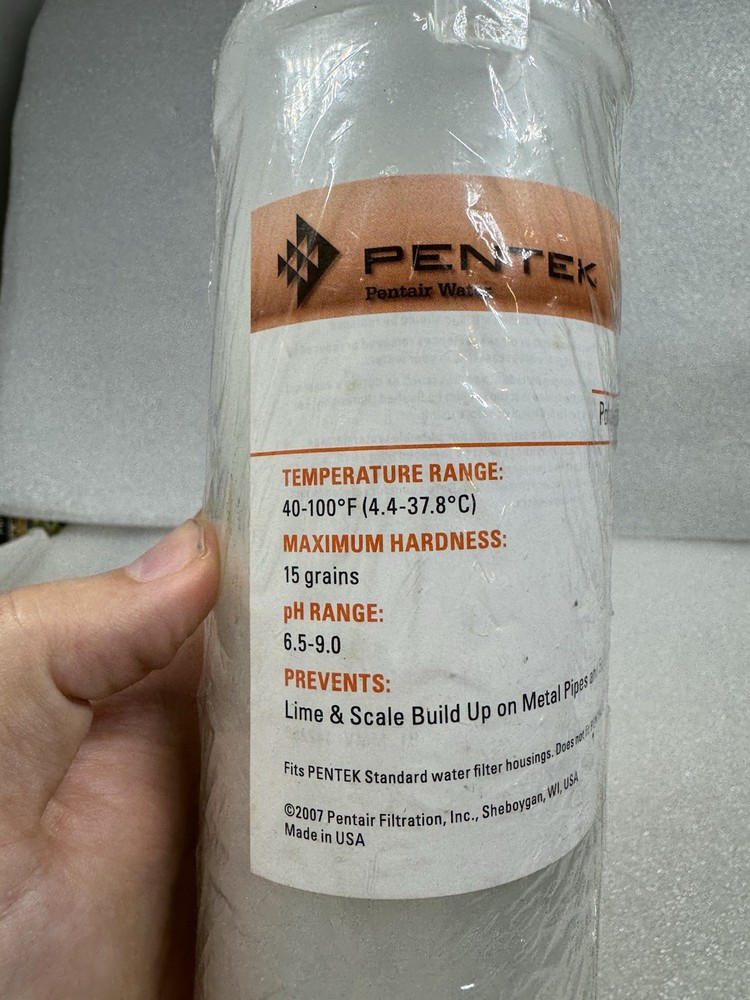 PENTEK
Pentair Water
TEMPERATURE RANGE:
40-100°F (4.4-37.8°C)
MAXIMUM HARDNESS:
15 grains
pH RANGE:
6.5-9.0
PREVENTS:
Lime & Scale Build Up on Metal Pipes
Fits PENTEK Standard water filter housings. Does not fit
©2007 Pentair Filtration, Inc., Sheboygan, WI, USA
Made in USA